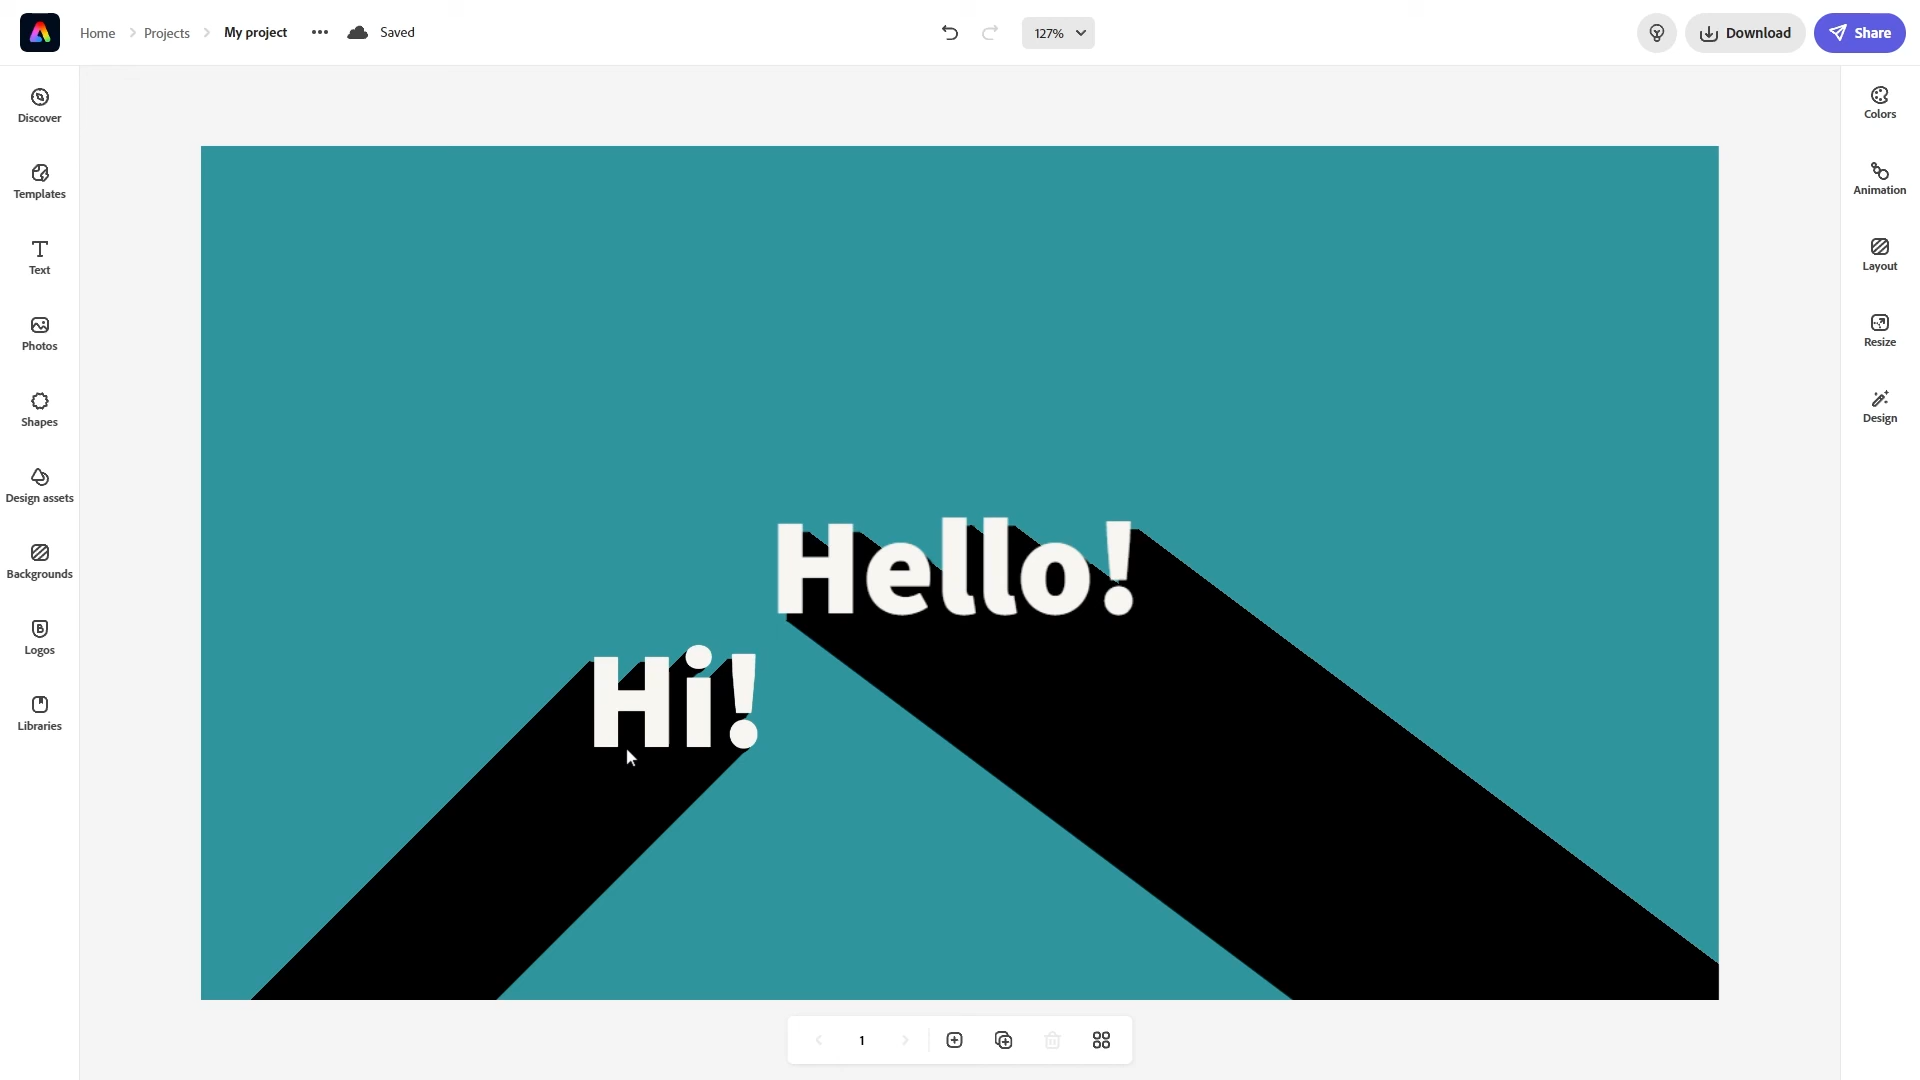 Home Projects My project ••• Saved 127% Download Share
Discover
Templates
Text
Photos
Shapes
Design assets
Backgrounds
Logos
Libraries
Hello!
Hi!
1
Colors
Animation
Layout
Resize
Design